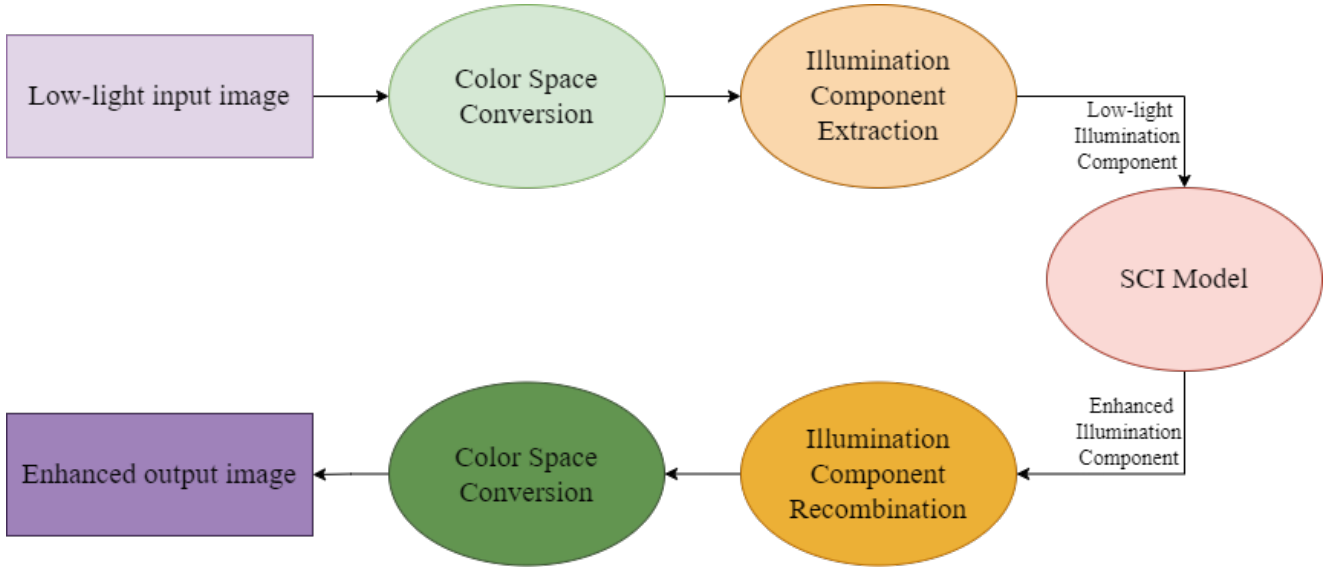 Low-light input image
Color Space
Conversion
Illumination
Component
Extraction
Low-light
Illumination
Component
SCI Model
Enhanced
Illumination
Component
Illumination
Component
Recombination
Color Space
Conversion
Enhanced output image